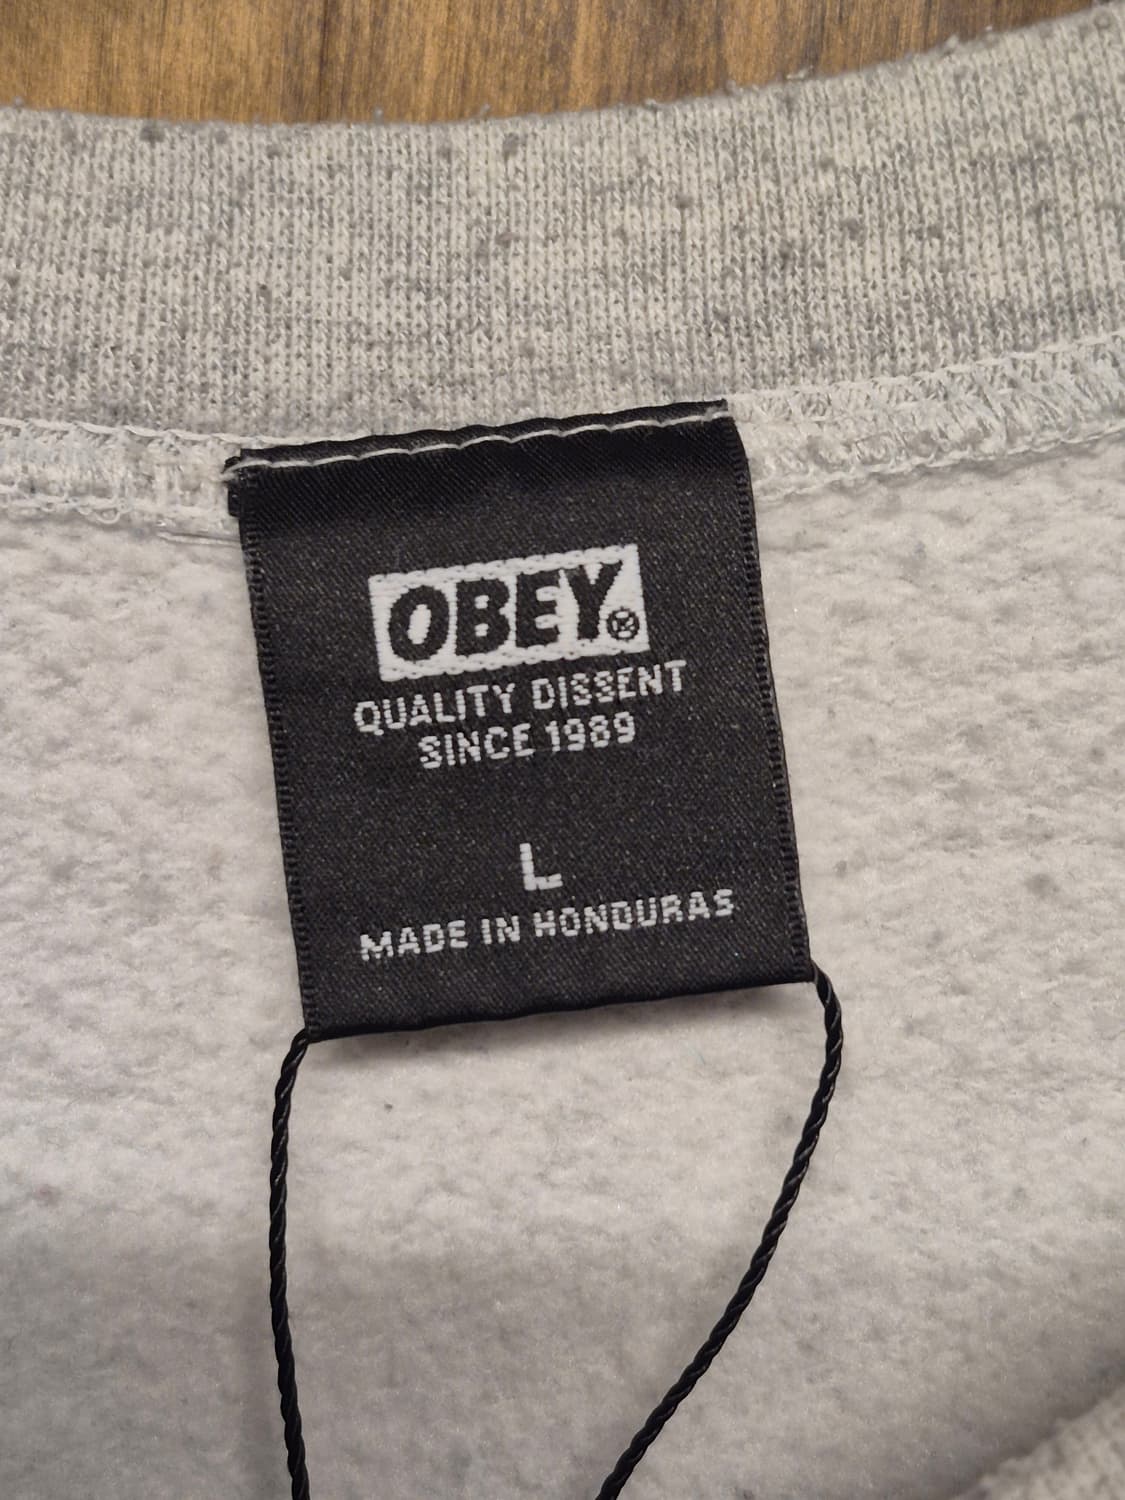 OBEY®
QUALITY DISSENT
SINCE 1989
L
MADE IN HONDURAS